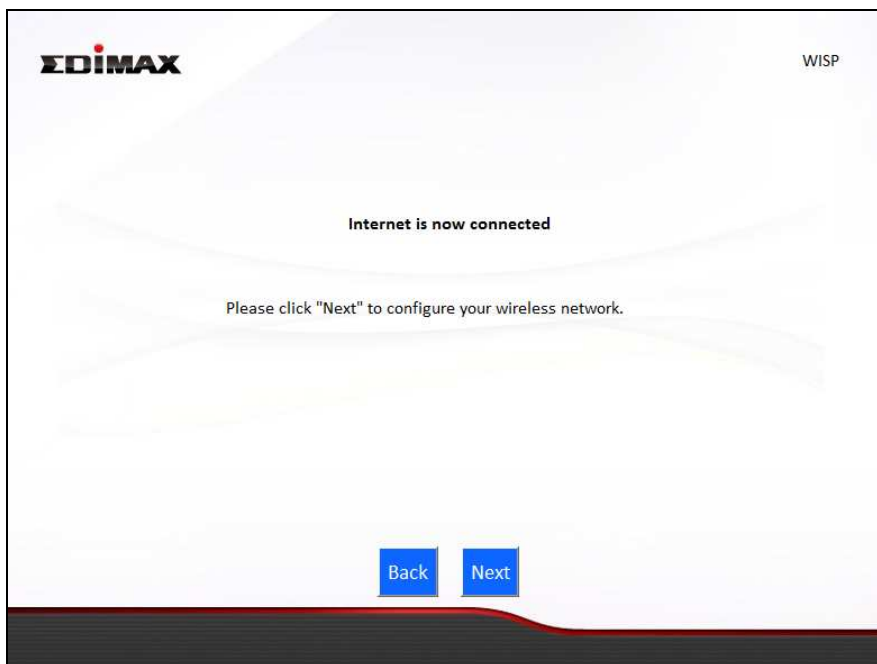 EDIMAX
WISP
Internet is now connected
Please click "Next" to configure your wireless network.
Back
Next